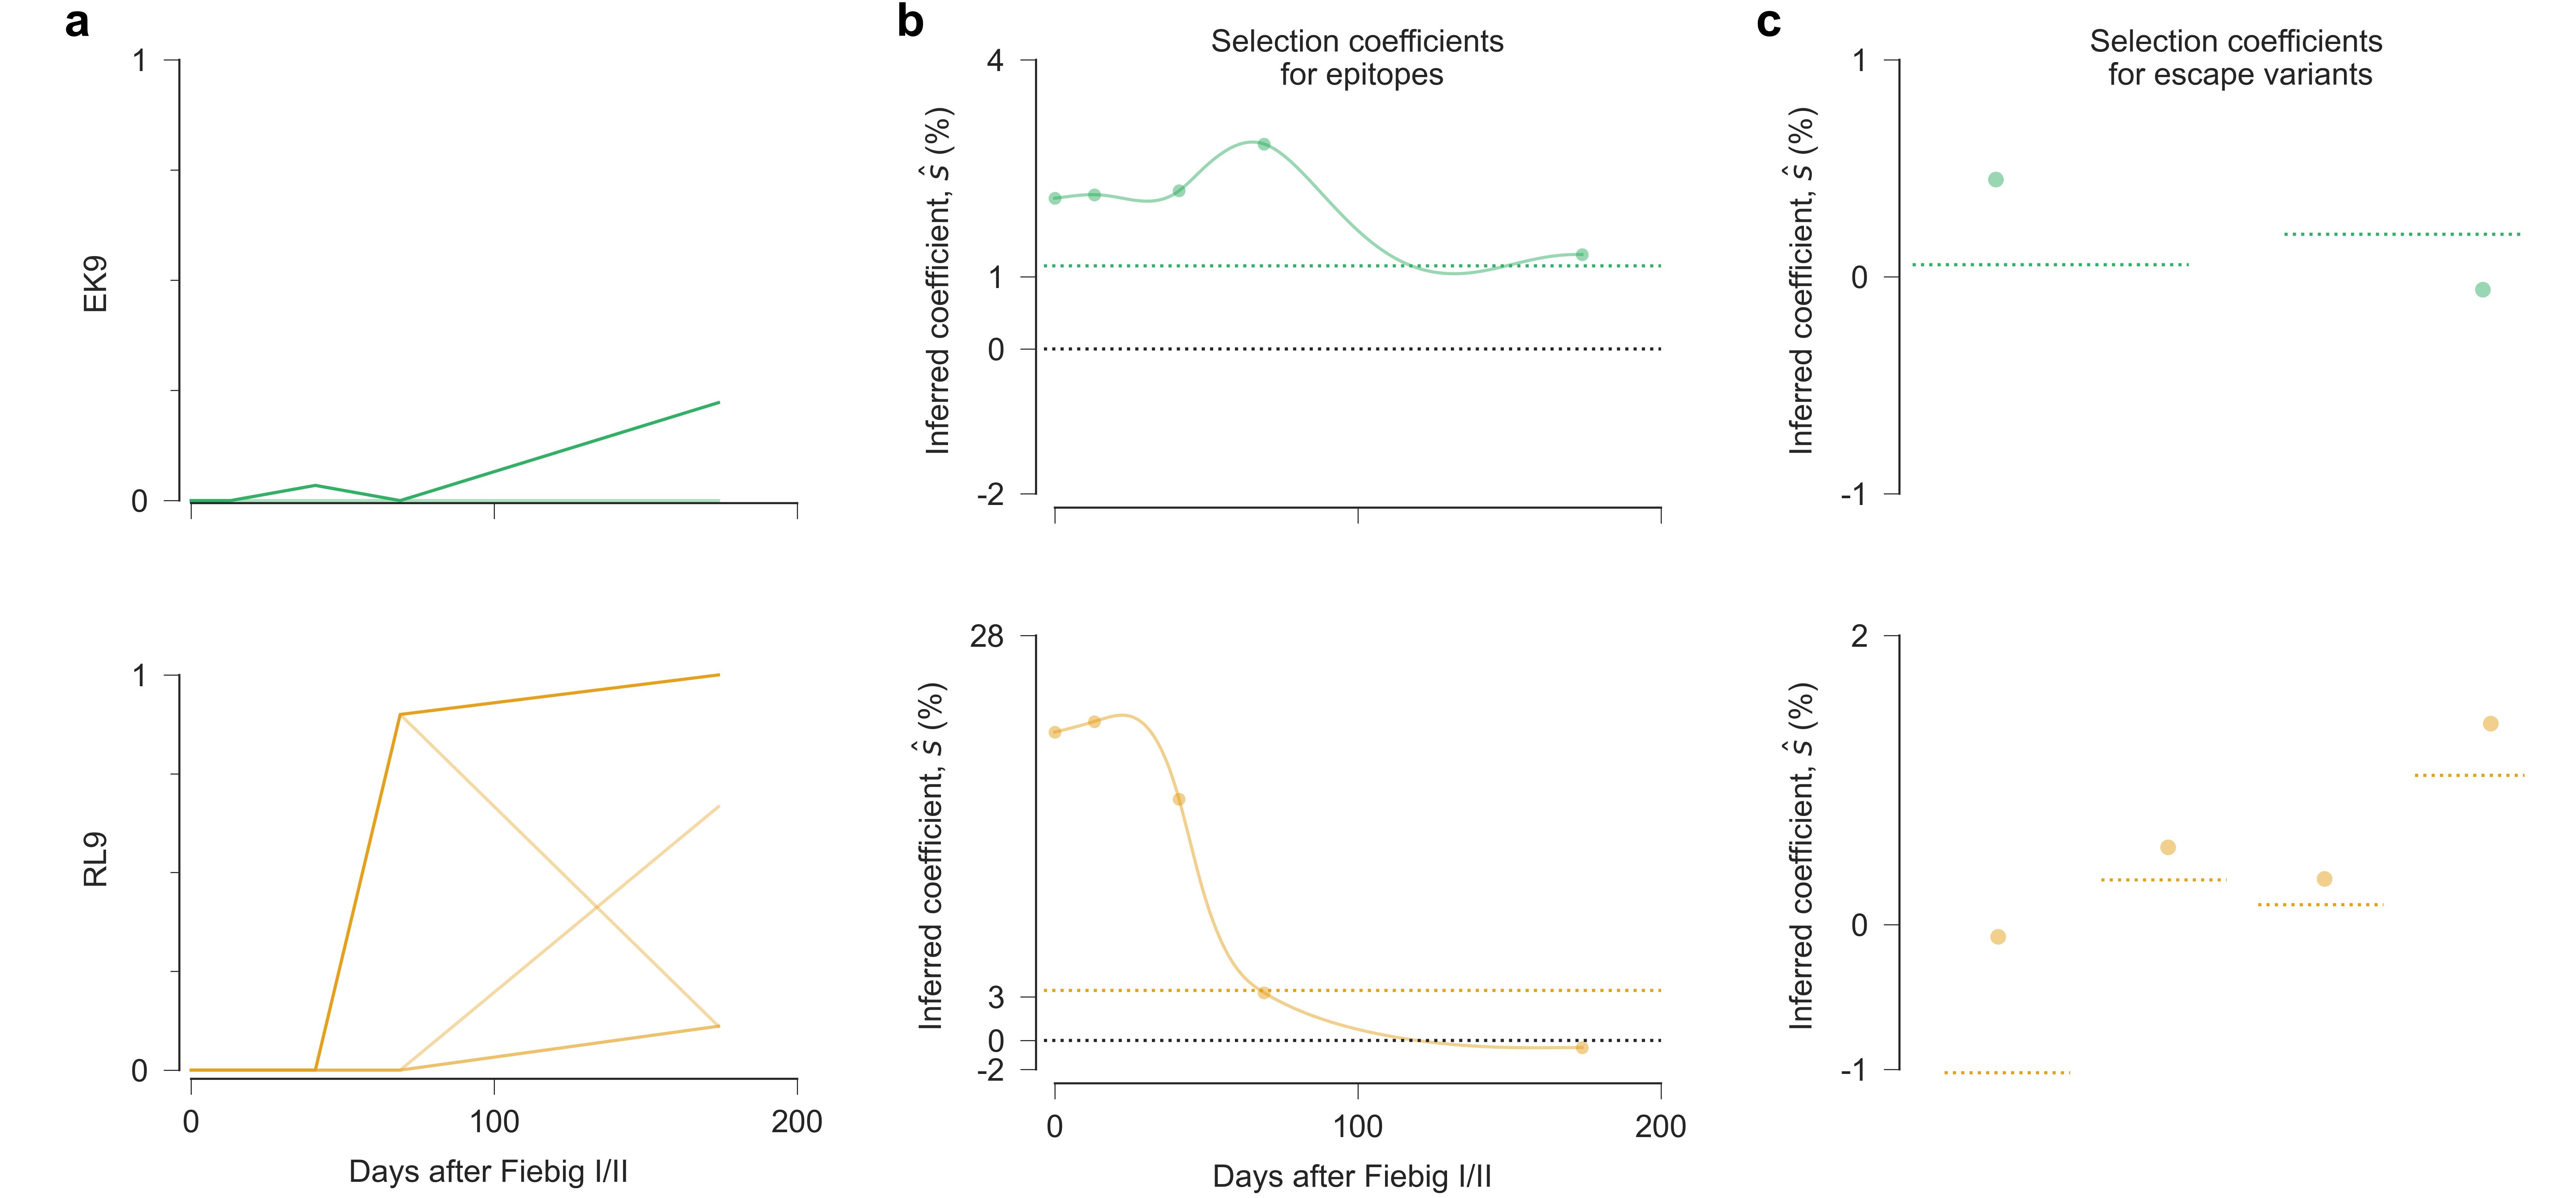 a
1
EK9
0
RL9
1
0
0 100 200
Days after Fiebig I/II
b
Selection coefficients
for epitopes
Inferred coefficient, ŝ (%)
4
1
0
-2
Inferred coefficient, ŝ (%)
28
3
0
-2
0 100 200
Days after Fiebig I/II
c
Selection coefficients
for escape variants
Inferred coefficient, ŝ (%)
1
0
-1
Inferred coefficient, ŝ (%)
2
0
-1